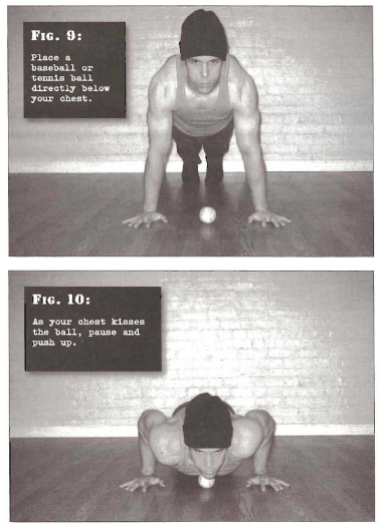 FIG. 9:
Place a
baseball or
tennis ball
directly below
your chest.
FIG. 10:
As your chest kisses
the ball, pause and
push up.